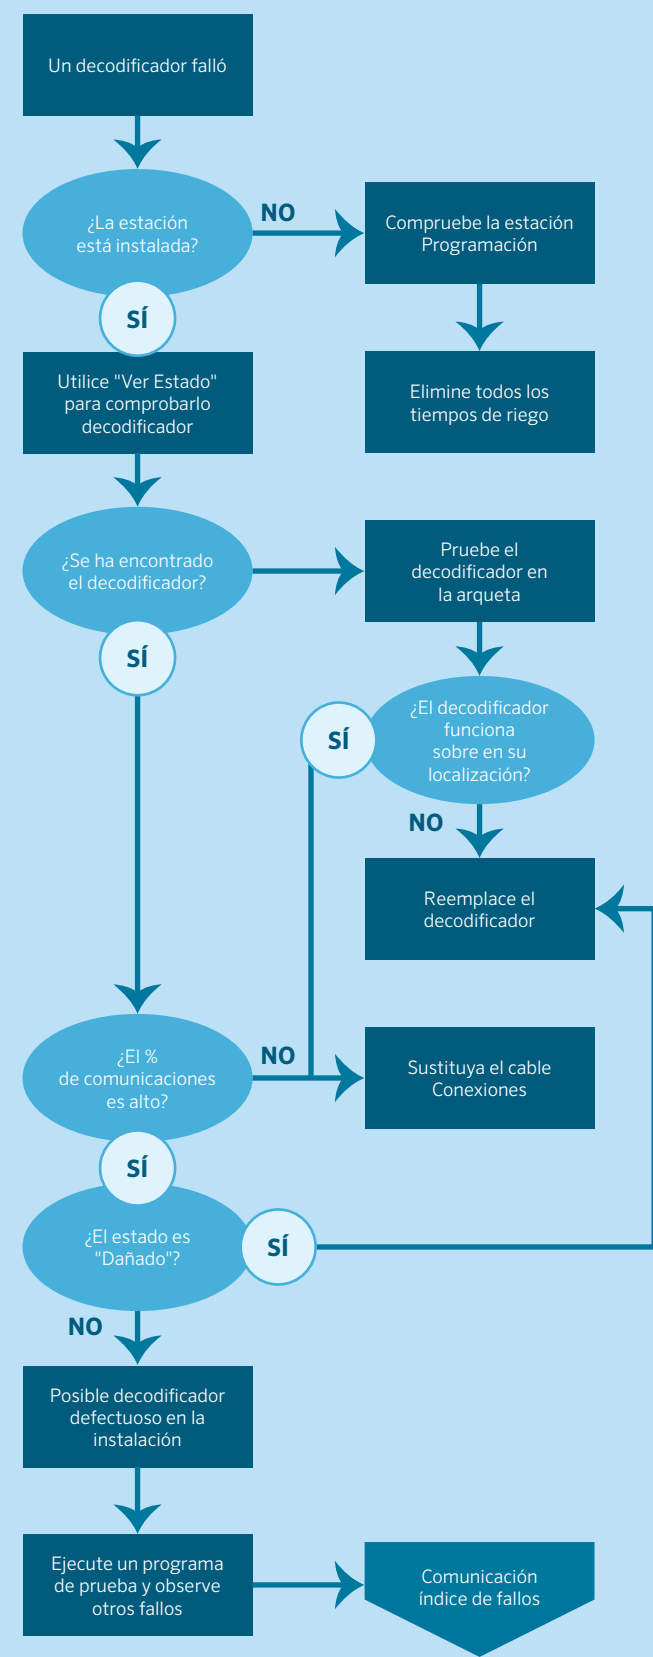 Un decodificador falló
¿La estación
está instalada?
NO
Compruebe la estación
Programación
SÍ
Utilice "Ver Estado"
para comprobarlo
decodificador
Elimine todos los
tiempos de riego
¿Se ha encontrado
el decodificador?
Pruebe el
decodificador en
la arqueta
SÍ
¿El decodificador
funciona
sobre en su
localización?
SÍ
NO
Reemplace el
decodificador
¿El %
de comunicaciones
es alto?
NO
Sustituya el cable
Conexiones
SÍ
¿El estado es
"Dañado"?
SÍ
NO
Posible decodificador
defectuoso en la
instalación
Ejecute un programa
de prueba y observe
otros fallos
Comunicación
índice de fallos